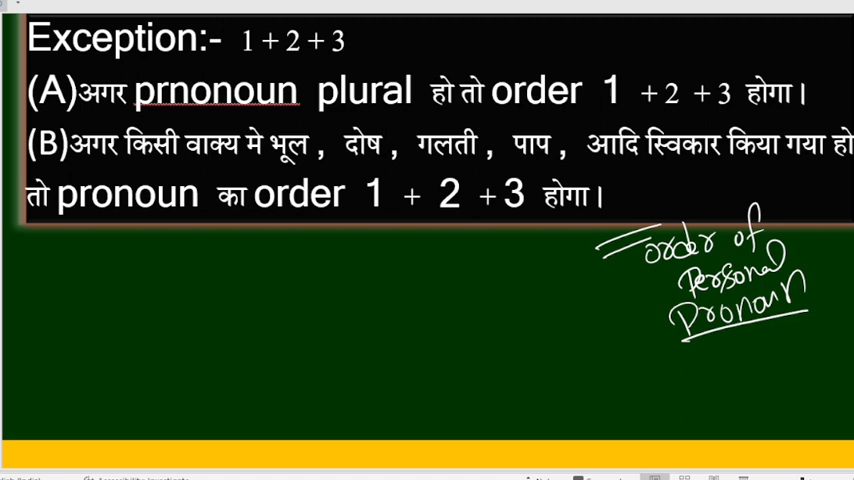 Exception:- 1 + 2 + 3
(A)अगर prnonoun plural हो तो order 1 + 2 + 3 होगा।
(B)अगर किसी वाक्य मे भूल , दोष , गलती , पाप , आदि स्विकार किया गया हो
तो pronoun का order 1 + 2 + 3 होगा।
order of
Personal
Pronoun